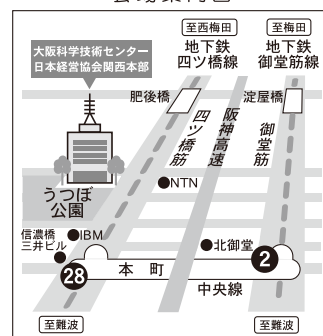 会場案内図
至西梅田
地下鉄
四ツ橋線
至梅田
地下鉄
御堂筋線
大阪科学技術センター
日本経営協会関西本部
肥後橋
淀屋橋
四ツ橋筋
阪神高速
御堂筋
NTN
うつぼ
公園
信濃橋
三井ビル
IBM
北御堂
28
本町
2
中央線
至難波
至難波